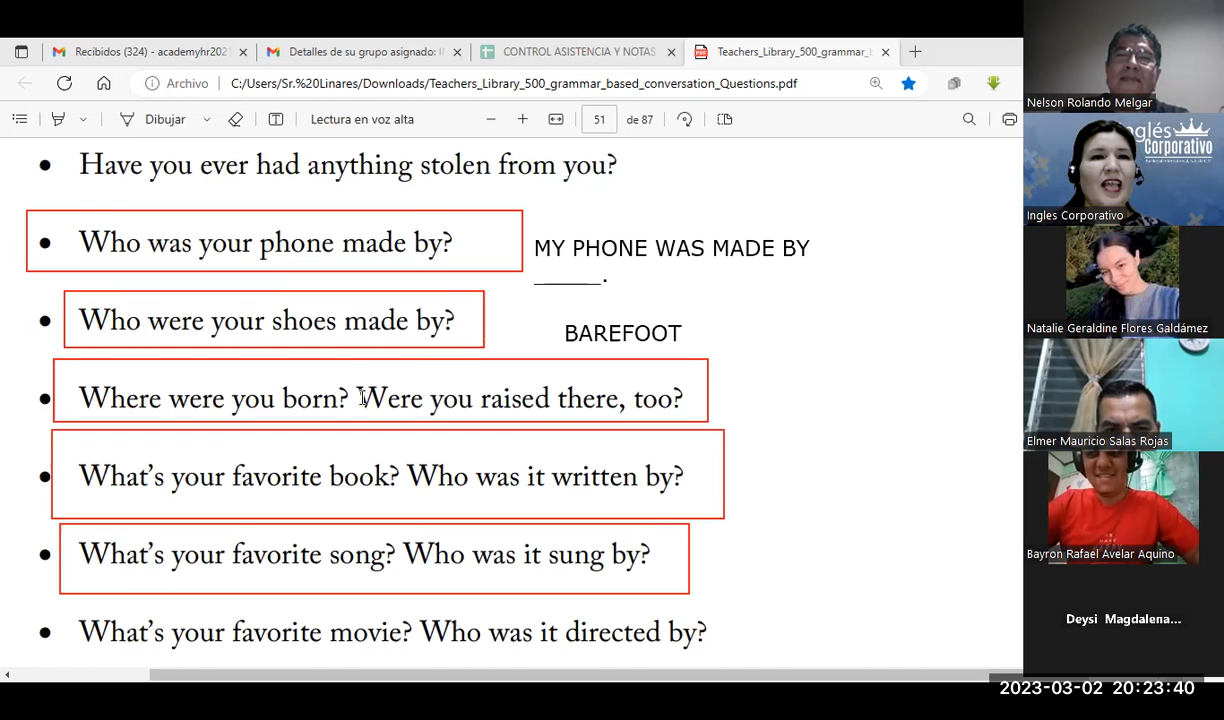 Recibidos (324) - academyhr2021
Detalles de su grupo asignado: II
CONTROL ASISTENCIA Y NOTAS
Teachers_Library_500_grammar_b
Archivo
C:/Users/Sr.%20Linares/Downloads/Teachers_Library_500_grammar_based_conversation_Questions.pdf
Dibujar
Lectura en voz alta
51
de 87
• Have you ever had anything stolen from you?
• Who was your phone made by?
MY PHONE WAS MADE BY
_____.
• Who were your shoes made by?
BAREFOOT
• Where were you born? Were you raised there, too?
• What's your favorite book? Who was it written by?
• What's your favorite song? Who was it sung by?
• What's your favorite movie? Who was it directed by?
Nelson Rolando Melgar
Inglés
Corporativo
Ingles Corporativo
Natalie Geraldine Flores Galdámez
Elmer Mauricio Salas Rojas
Bayron Rafael Avelar Aquino
Deysi Magdalena...
2023-03-02 20:23:40